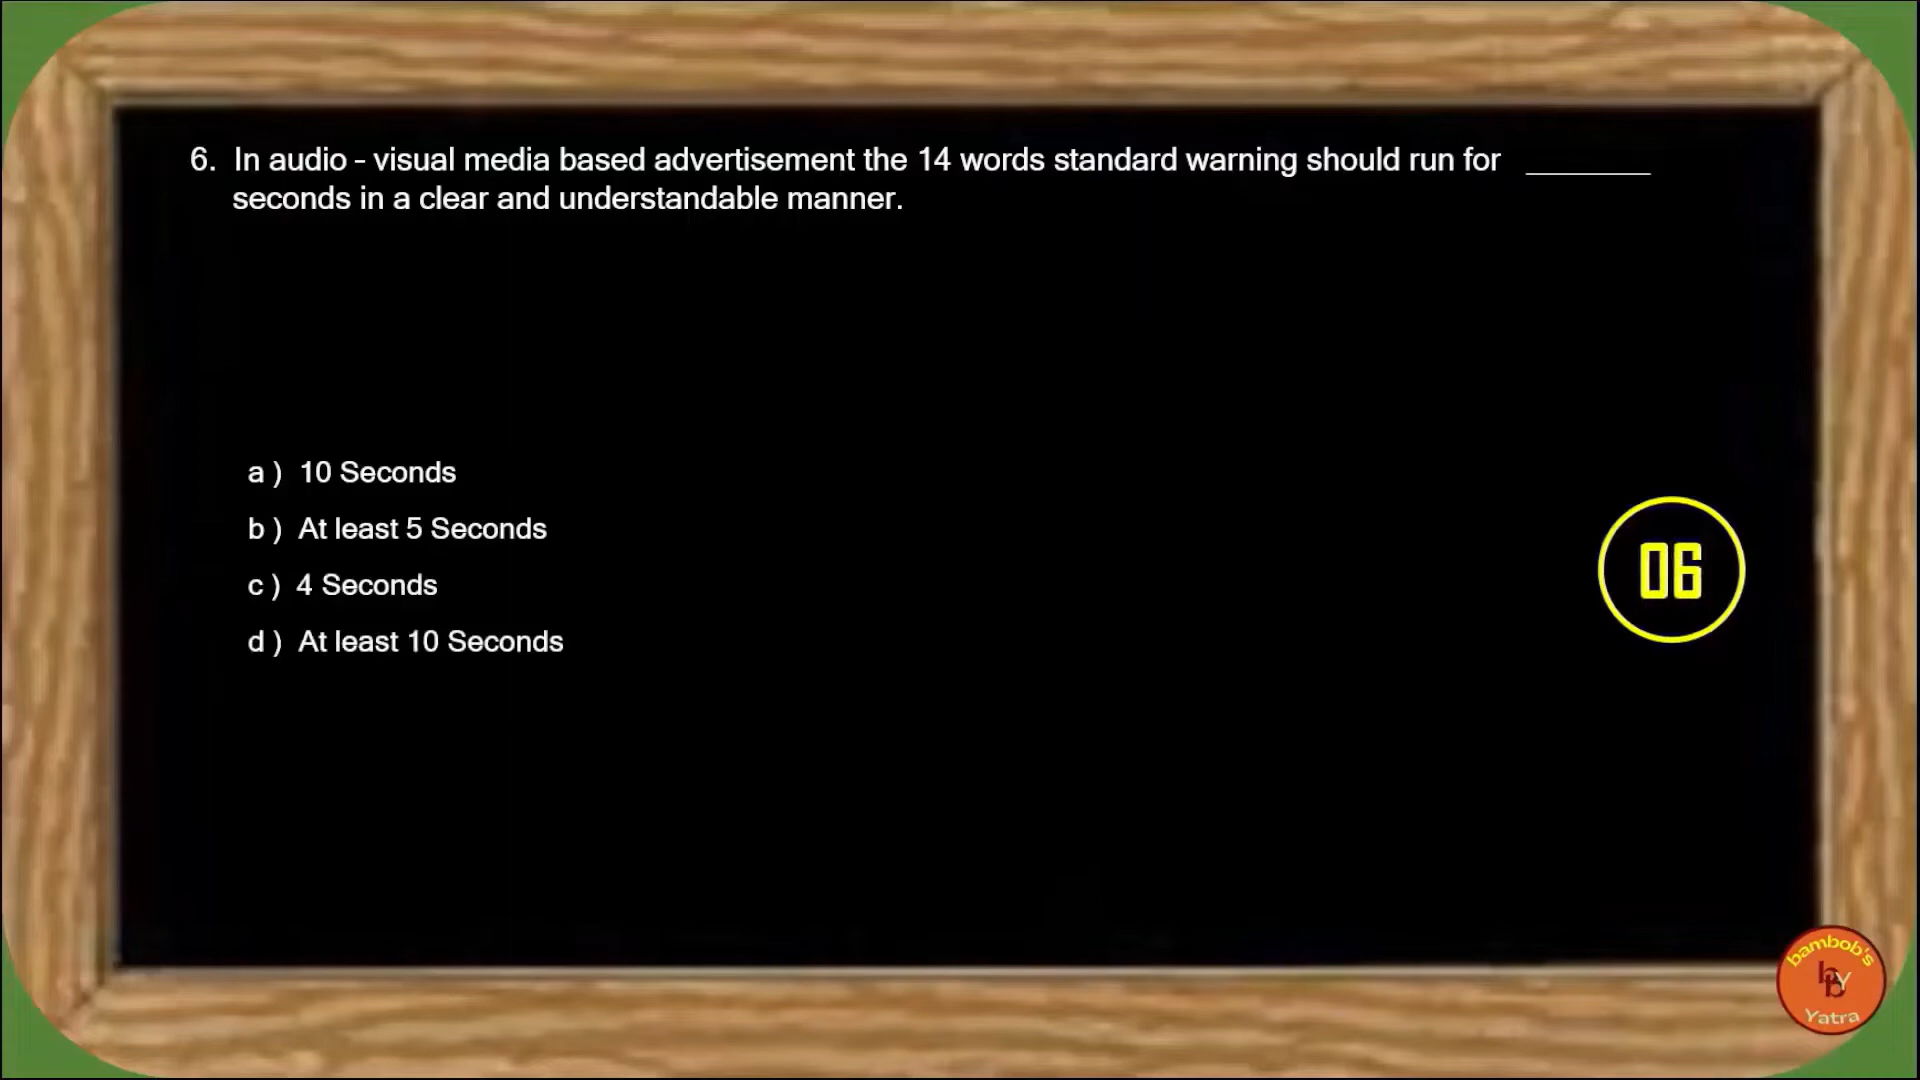 6. In audio - visual media based advertisement the 14 words standard warning should run for ________
seconds in a clear and understandable manner.
a ) 10 Seconds
b ) At least 5 Seconds
c ) 4 Seconds
d ) At least 10 Seconds
06
bambob's
bby
Yatra